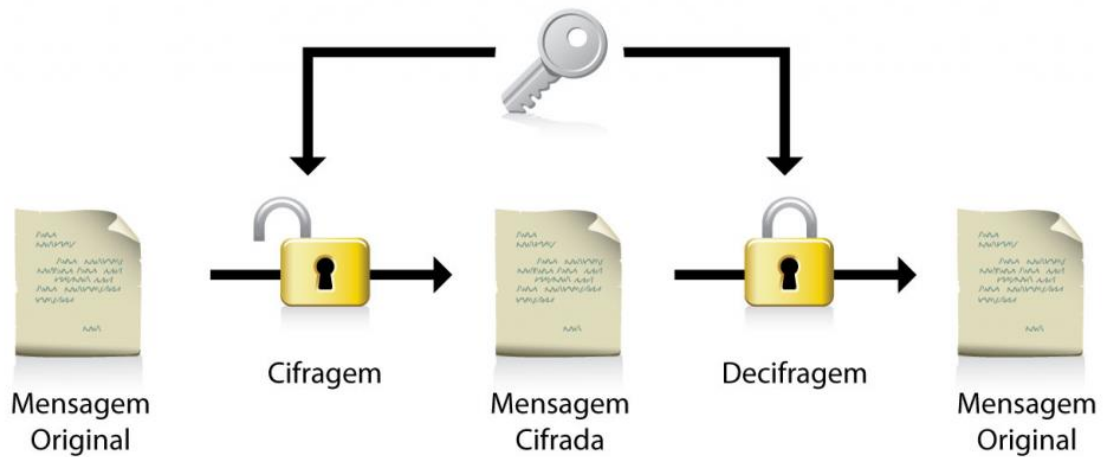 Cifragem
Decifragem
Mensagem
Original
Mensagem
Cifrada
Mensagem
Original